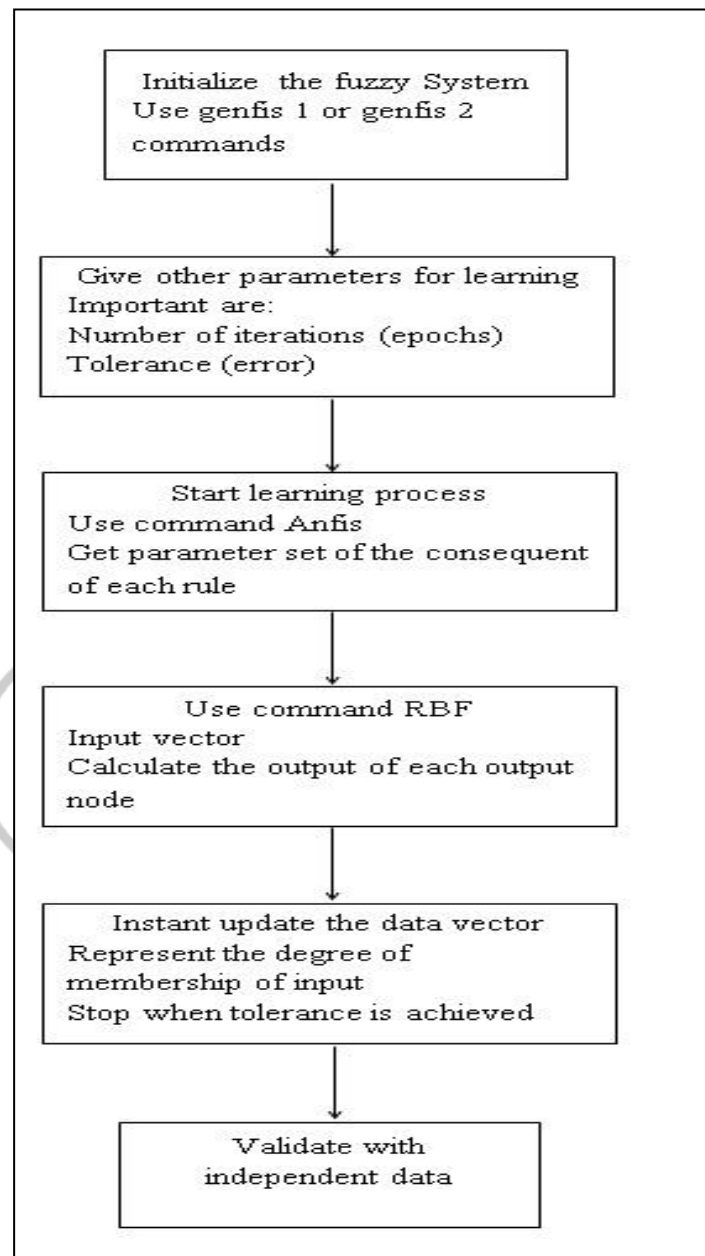 Initialize the fuzzy System
Use genfis 1 or genfis 2
commands
Give other parameters for learning
Important are:
Number of iterations (epochs)
Tolerance (error)
Start learning process
Use command Anfis
Get parameter set of the consequent
of each rule
Use command RBF
Input vector
Calculate the output of each output
node
Instant update the data vector
Represent the degree of
membership of input
Stop when tolerance is achieved
Validate with
independent data